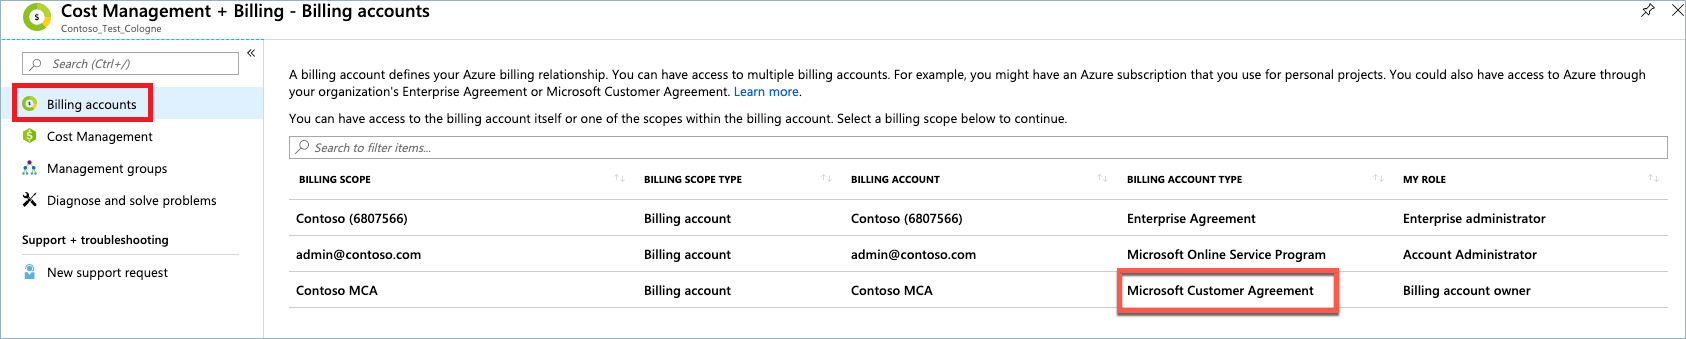 Cost Management + Billing - Billing accounts
Contoso_Test_Cologne
Search (Ctrl+/)
Billing accounts
Cost Management
Management groups
Diagnose and solve problems
Support + troubleshooting
New support request
A billing account defines your Azure billing relationship. You can have access to multiple billing accounts. For example, you might have an Azure subscription that you use for personal projects. You could also have access to Azure through
your organization's Enterprise Agreement or Microsoft Customer Agreement. Learn more.
You can have access to the billing account itself or one of the scopes within the billing account. Select a billing scope below to continue.
Search to filter items...
BILLING SCOPE BILLING SCOPE TYPE BILLING ACCOUNT BILLING ACCOUNT TYPE MY ROLE
Contoso (6807566) Billing account Contoso (6807566) Enterprise Agreement Enterprise administrator
admin@contoso.com Billing account admin@contoso.com Microsoft Online Service Program Account Administrator
Contoso MCA Billing account Contoso MCA Microsoft Customer Agreement Billing account owner